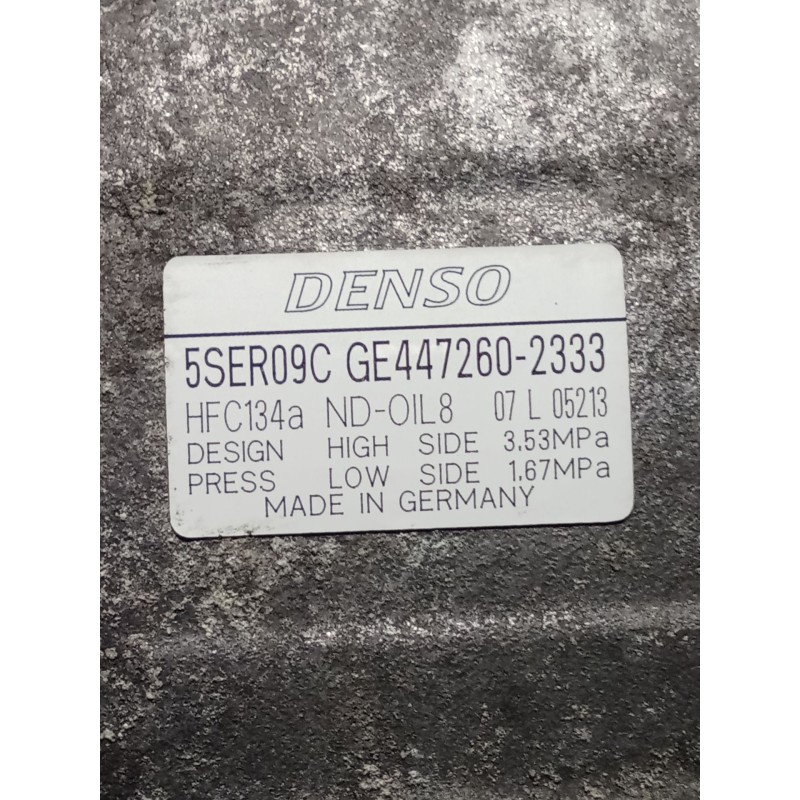 DENSO
5SER09C GE447260-2333
HFC134a ND-OIL8 07 L 05213
DESIGN HIGH SIDE 3.53MPa
PRESS LOW SIDE 1.67MPa
MADE IN GERMANY